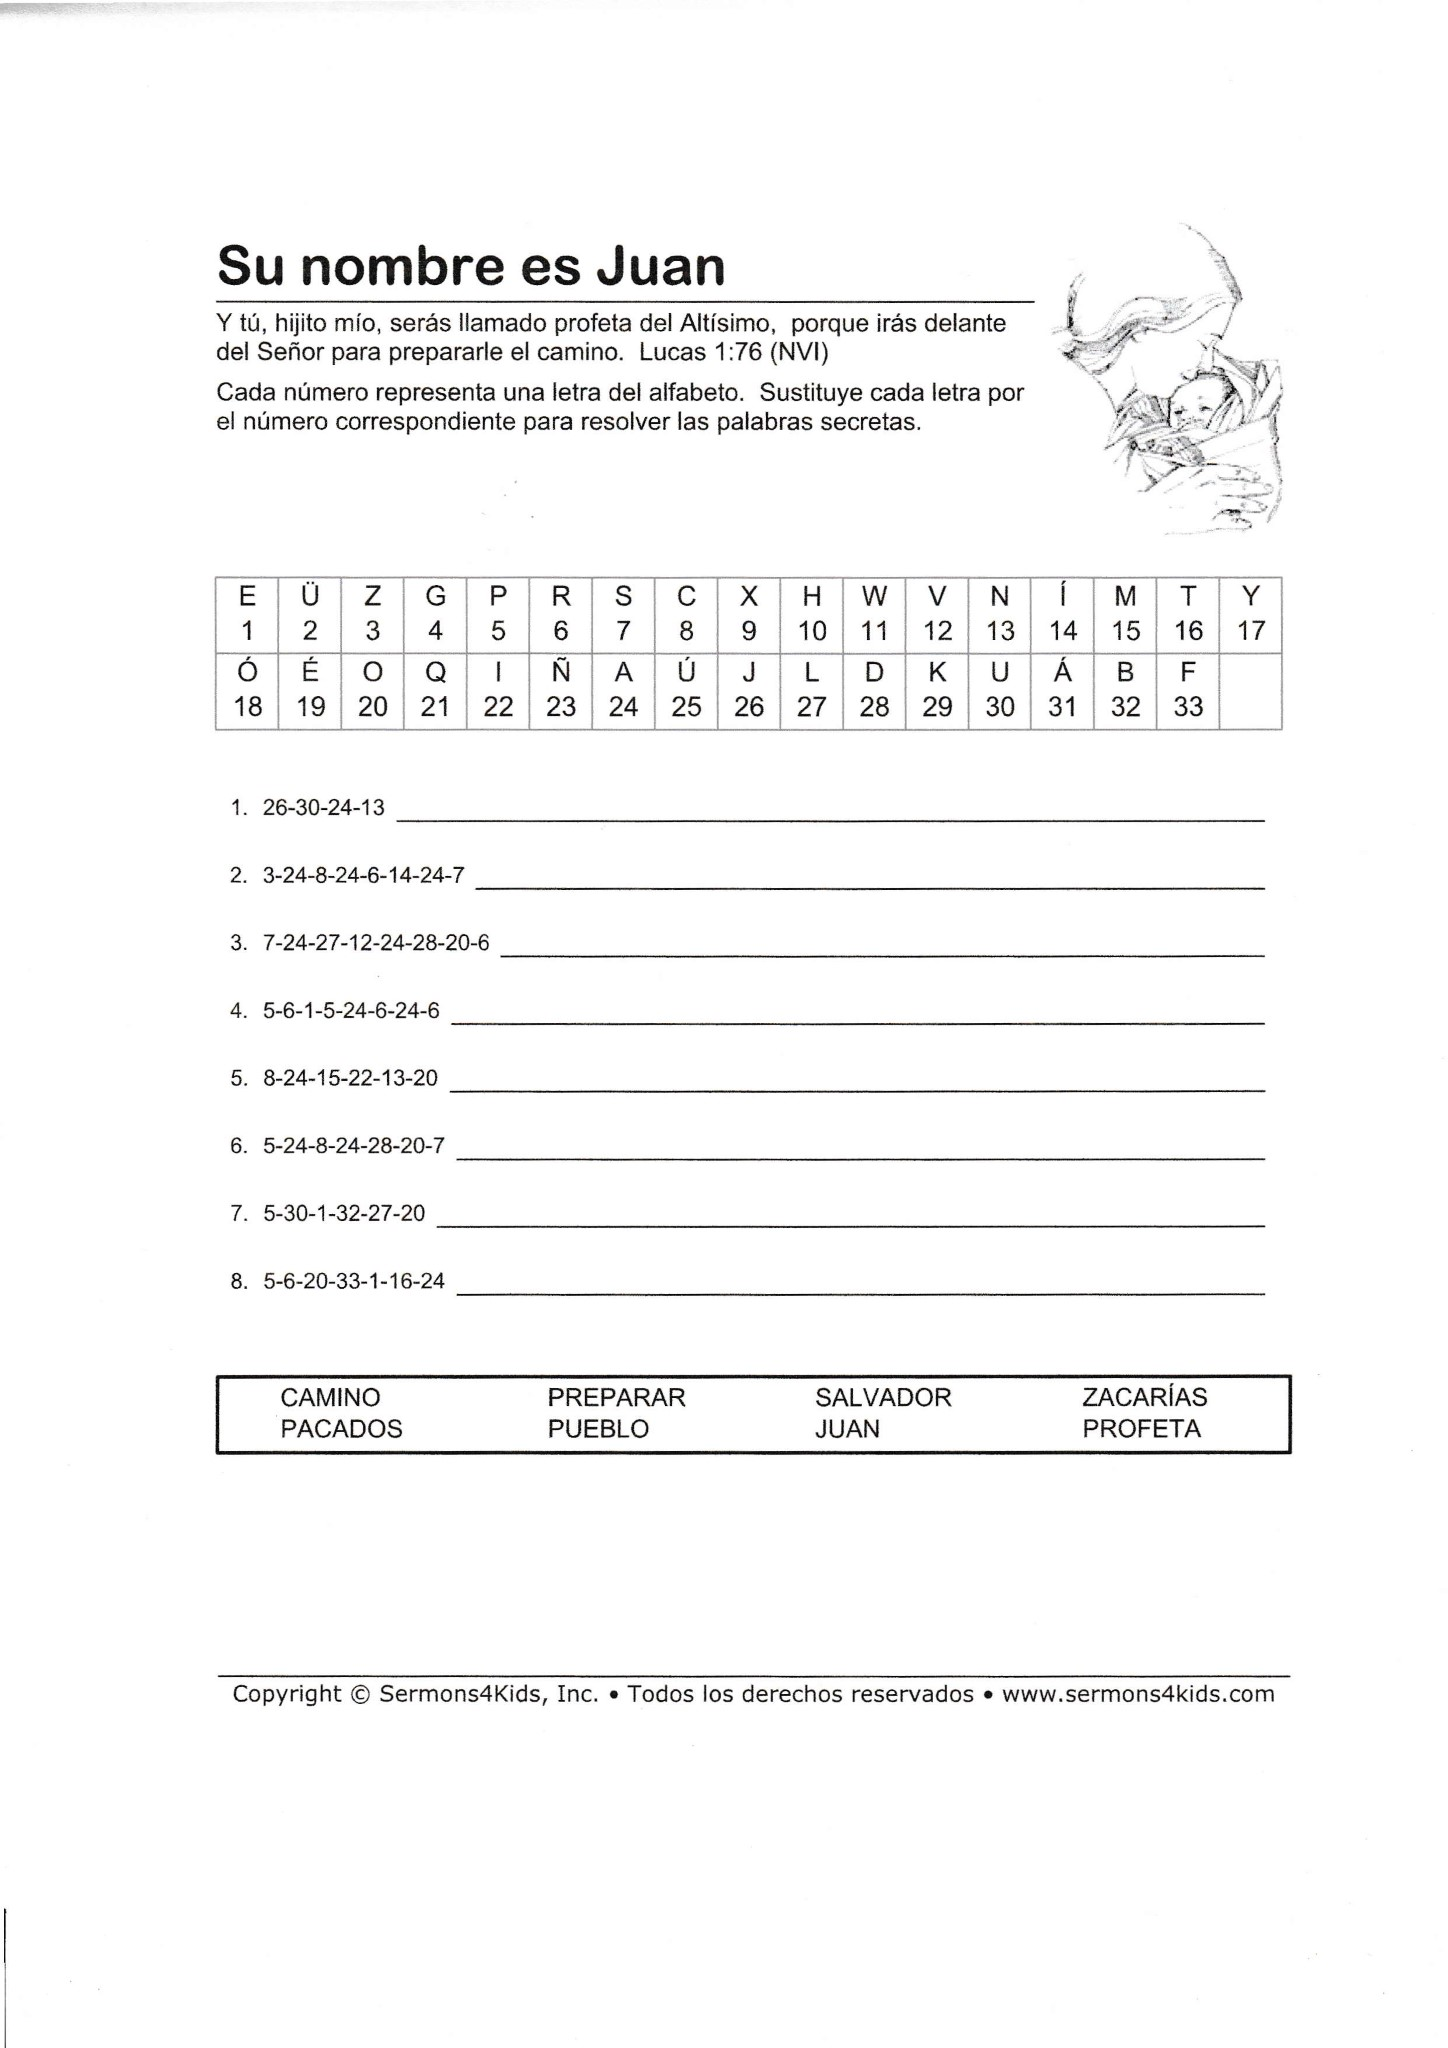 Su nombre es Juan
Y tú, hijito mío, serás llamado profeta del Altísimo,  porque irás delante
del Señor para prepararle el camino.  Lucas 1:76 (NVI)
Cada número representa una letra del alfabeto.  Sustituye cada letra por
el número correspondiente para resolver las palabras secretas.
E Ü Z G P R S C X H W V N Í M T Y
1 2 3 4 5 6 7 8 9 10 11 12 13 14 15 16 17
Ó É O Q I Ñ A Ú J L D K U Á B F
18 19 20 21 22 23 24 25 26 27 28 29 30 31 32 33
1. 26-30-24-13
2. 3-24-8-24-6-14-24-7
3. 7-24-27-12-24-28-20-6
4. 5-6-1-5-24-6-24-6
5. 8-24-15-22-13-20
6. 5-24-8-24-28-20-7
7. 5-30-1-32-27-20
8. 5-6-20-33-1-16-24
CAMINO PREPARAR SALVADOR ZACARÍAS
PACADOS PUEBLO JUAN PROFETA
Copyright © Sermons4Kids, Inc. • Todos los derechos reservados • www.sermons4kids.com